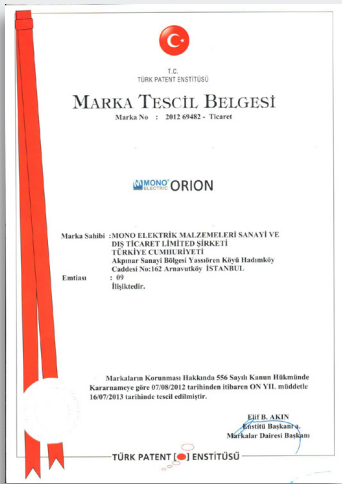 T.C.
TÜRK PATENT ENSTİTÜSÜ
MARKA TESCİL BELGESİ
Marka No : 2012 69482 - Ticaret
MONO ELECTRIC ORION
Marka Sahibi : MONO ELEKTRİK MALZEMELERİ SANAYİ VE
DIŞ TİCARET LİMİTED ŞİRKETİ
TÜRKİYE CUMHURİYETİ
Akpınar Sanayi Bölgesi Yassıören Köyü Hadımköy
Caddesi No:162 Arnavutköy İSTANBUL
Emtiası : 09
İlişiktedir.
Markaların Korunması Hakkında 556 Sayılı Kanun Hükmünde
Kararnameye göre 07/08/2012 tarihinden itibaren ON YIL müddetle
16/07/2013 tarihinde tescil edilmiştir.
Elif B. AKIN
Enstitü Başkanı a.
Markalar Dairesi Başkanı
TÜRK PATENT ENSTİTÜSÜ